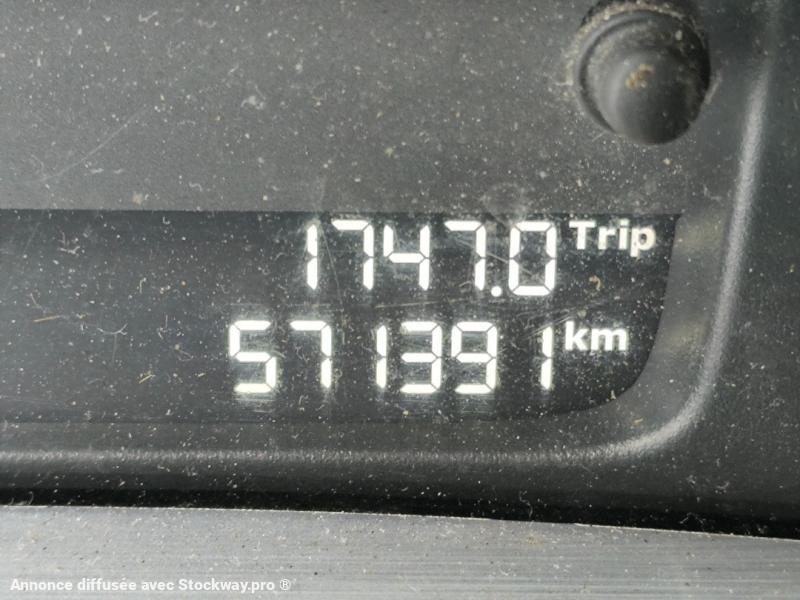 1747.0 Trip
571391 km
Annonce diffusée avec Stockway.pro ®